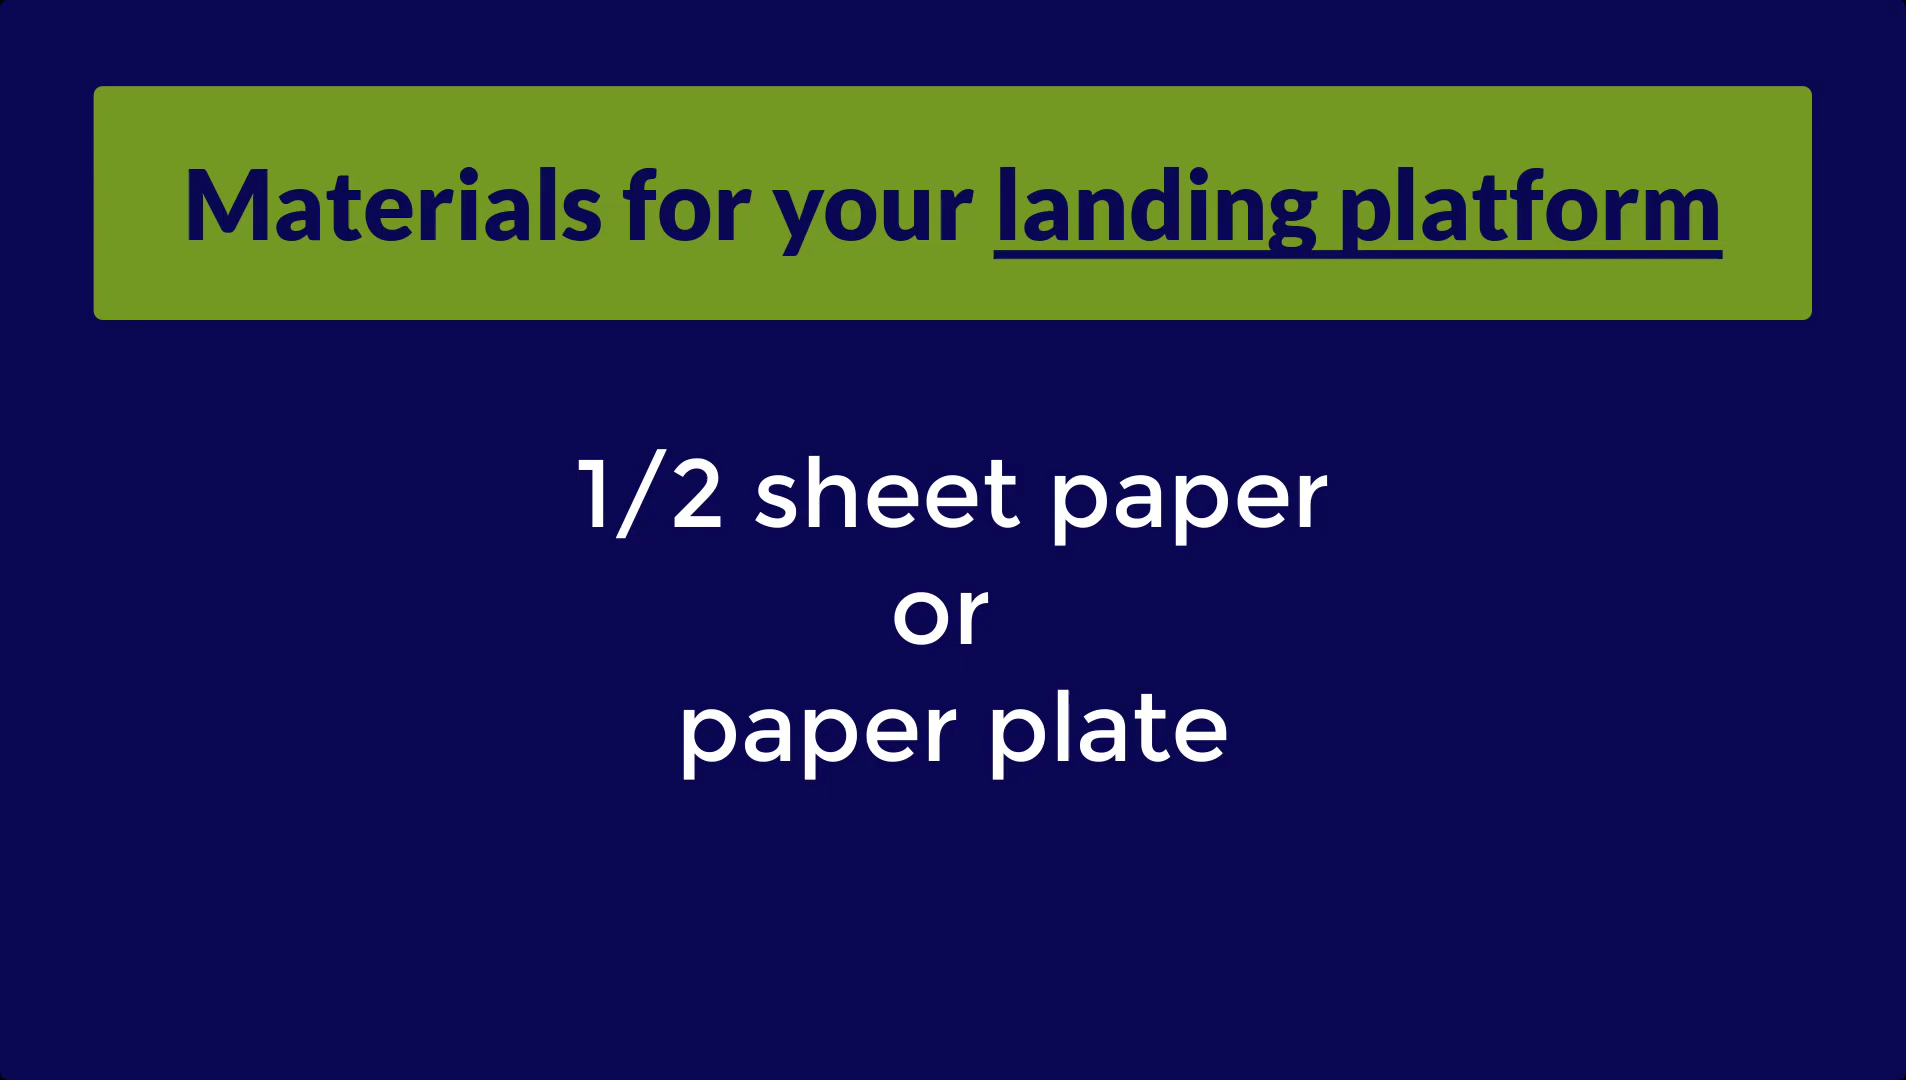 Materials for your landing platform
1/2 sheet paper
or
paper plate